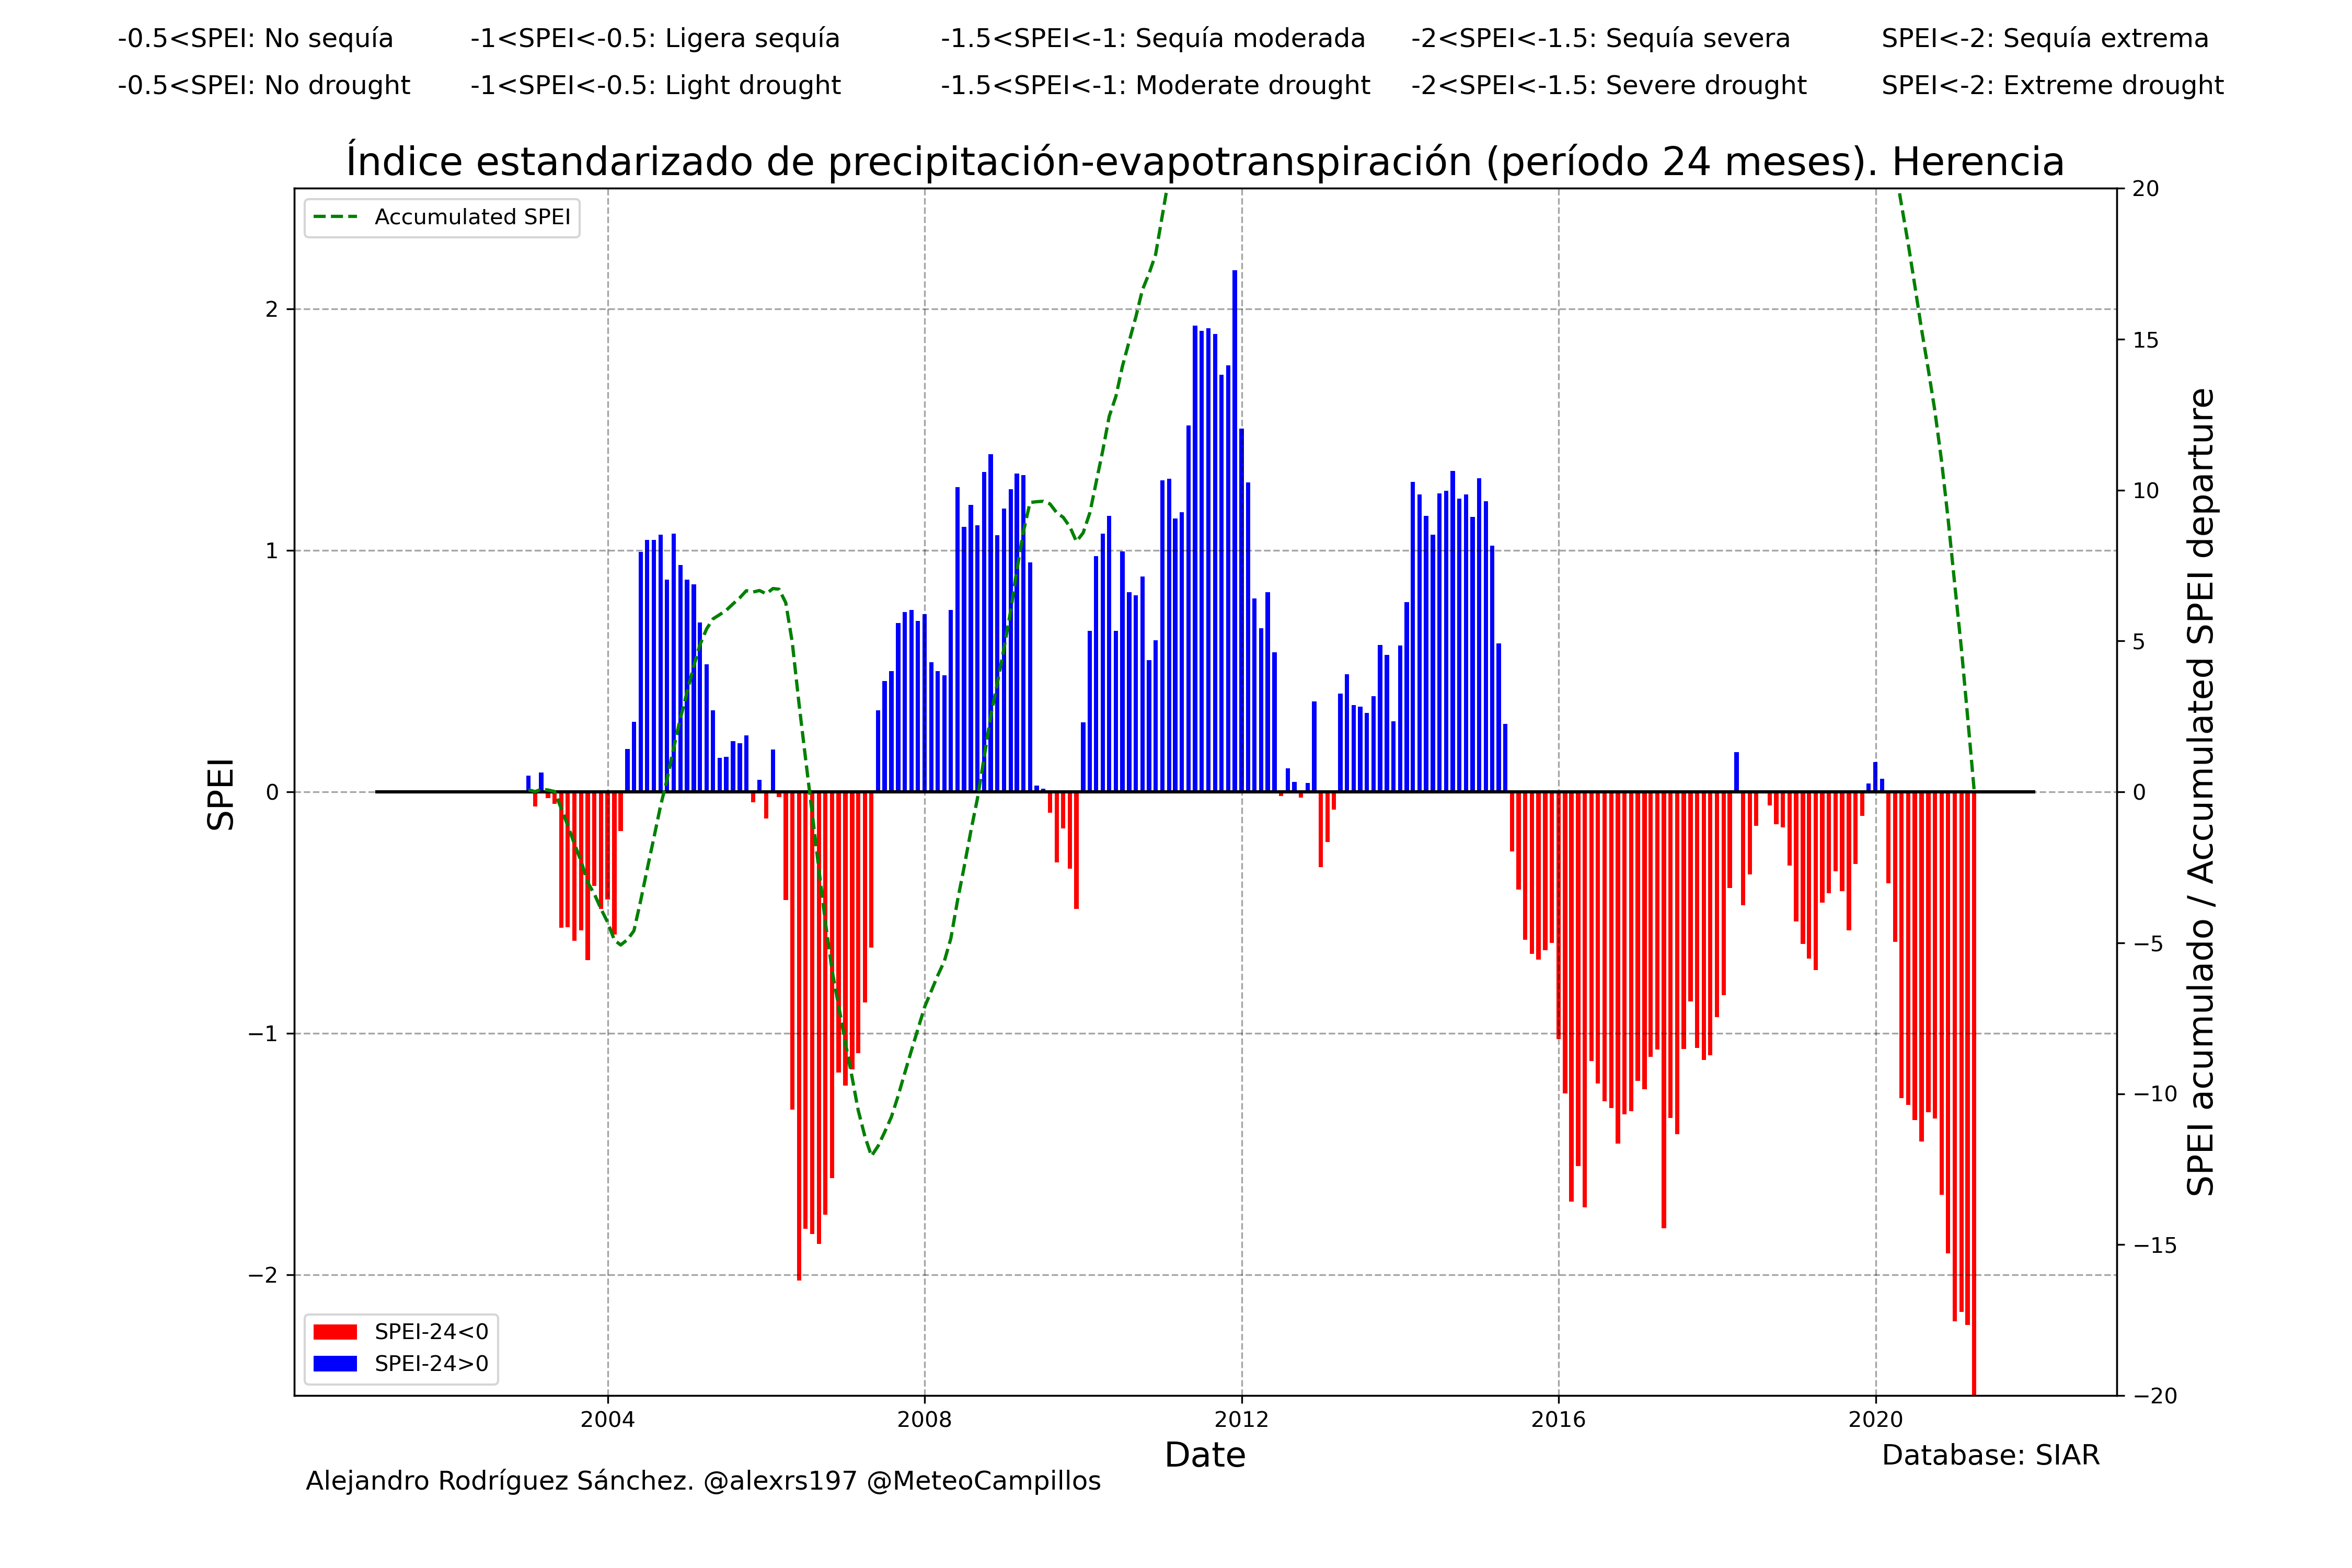 -0.5<SPEI: No sequía -1<SPEI<-0.5: Ligera sequía -1.5<SPEI<-1: Sequía moderada -2<SPEI<-1.5: Sequía severa SPEI<-2: Sequía extrema
-0.5<SPEI: No drought -1<SPEI<-0.5: Light drought -1.5<SPEI<-1: Moderate drought -2<SPEI<-1.5: Severe drought SPEI<-2: Extreme drought
Índice estandarizado de precipitación-evapotranspiración (período 24 meses). Herencia
Accumulated SPEI
SPEI
2
1
0
−1
−2
20
15
10
5
0
−5
−10
−15
−20
SPEI acumulado / Accumulated SPEI departure
SPEI-24<0
SPEI-24>0
2004 2008 2012 2016 2020
Date
Database: SIAR
Alejandro Rodríguez Sánchez. @alexrs197 @MeteoCampillos